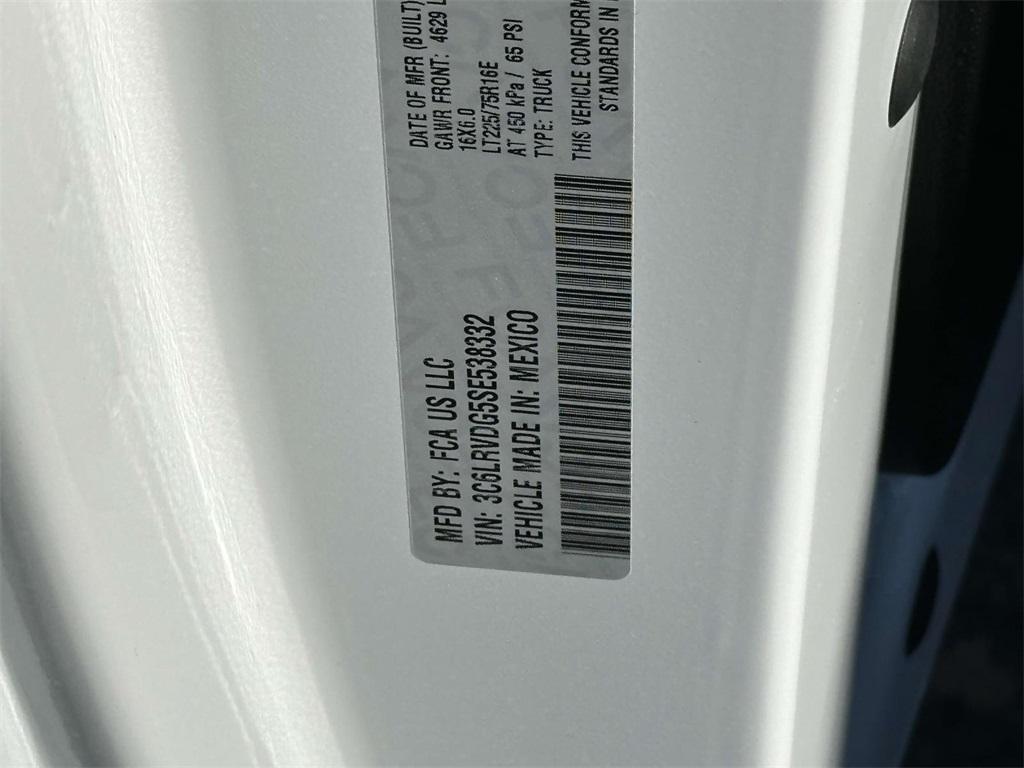 MFD BY: FCA US LLC
VIN: 3C6LRVDG5SE538332
VEHICLE MADE IN: MEXICO
DATE OF MFR (BUILT)
GAWR FRONT: 4629 L
16X6.0
LT225/75R16E
AT 450 kPa / 65 PSI
TYPE: TRUCK
THIS VEHICLE CONFORM
STANDARDS IN